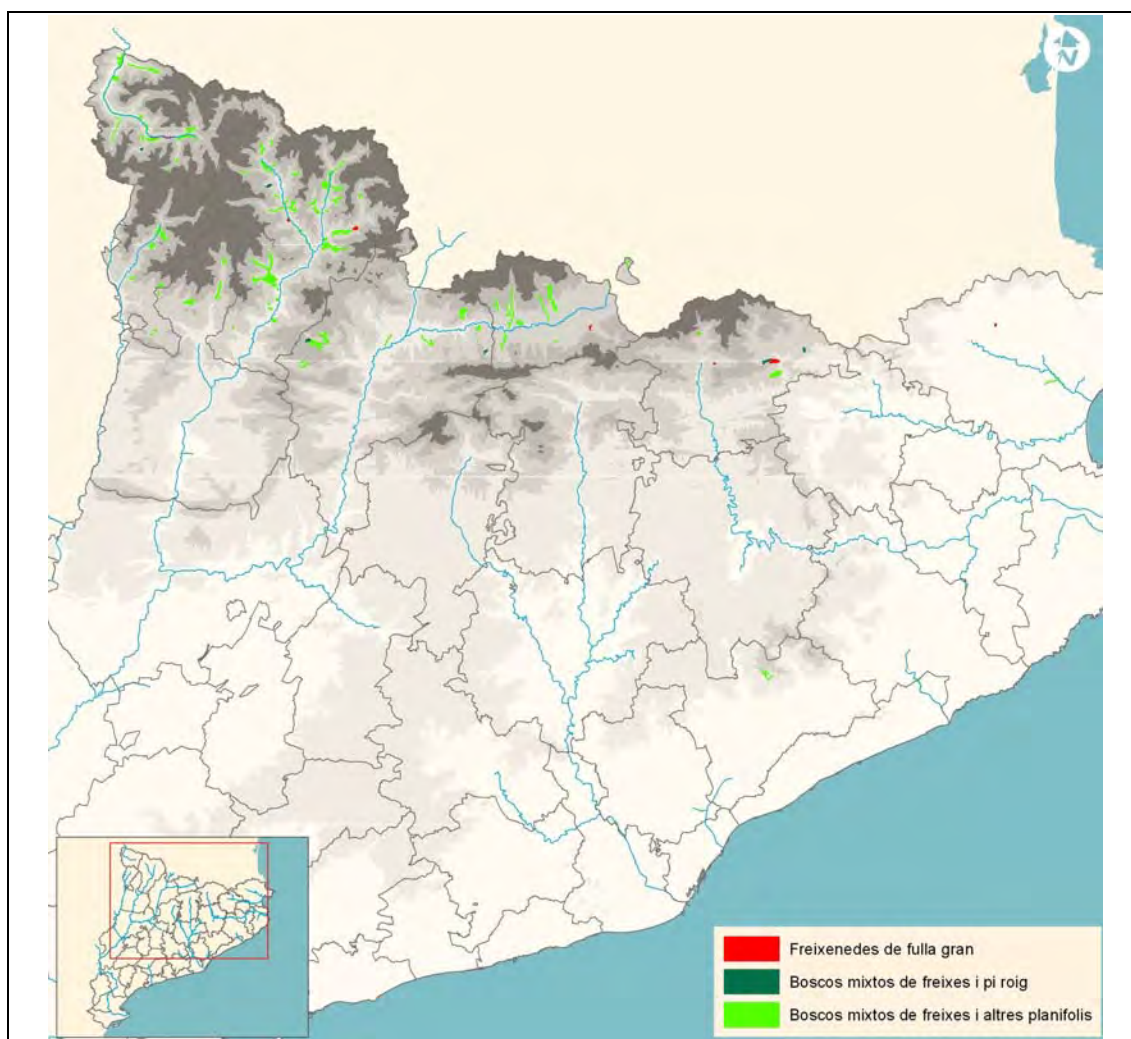 N
Freixenedes de fulla gran
Boscos mixtos de freixes i pi roig
Boscos mixtos de freixes i altres planifolis